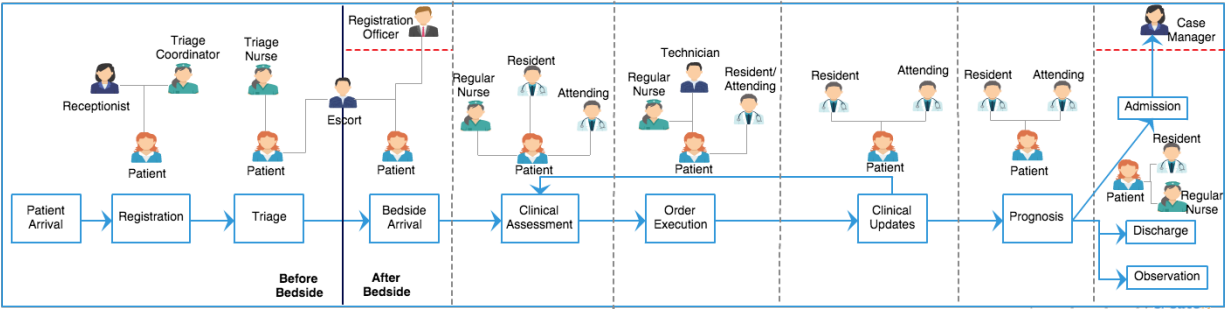 Registration
Officer
Case
Manager
Triage
Coordinator
Triage
Nurse
Receptionist
Patient
Escort
Patient
Patient
Regular
Nurse
Resident
Attending
Patient
Technician
Regular
Nurse
Resident/
Attending
Patient
Resident
Attending
Patient
Resident
Attending
Patient
Admission
Resident
Patient
Regular
Nurse
Patient
Arrival
Registration
Triage
Bedside
Arrival
Clinical
Assessment
Order
Execution
Clinical
Updates
Prognosis
Discharge
Observation
Before
Bedside
After
Bedside